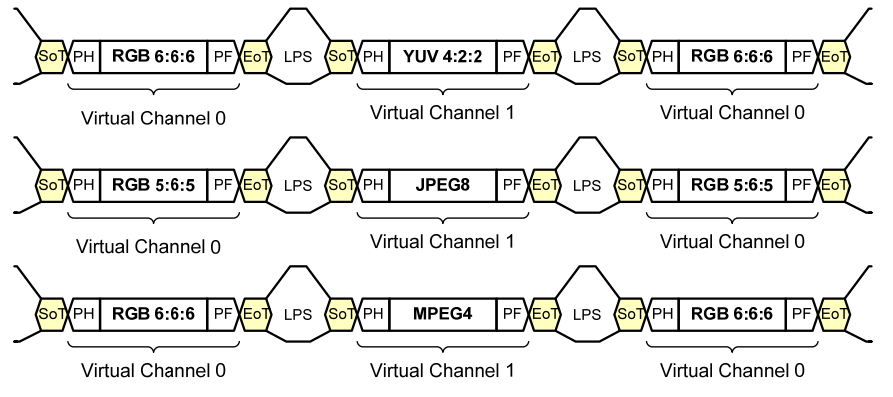 SoT PH RGB 6:6:6 PF EoT LPS SoT PH YUV 4:2:2 PF EoT LPS SoT PH RGB 6:6:6 PF EoT
Virtual Channel 0 Virtual Channel 1 Virtual Channel 0
SoT PH RGB 5:6:5 PF EoT LPS SoT PH JPEG8 PF EoT LPS SoT PH RGB 5:6:5 PF EoT
Virtual Channel 0 Virtual Channel 1 Virtual Channel 0
SoT PH RGB 6:6:6 PF EoT LPS SoT PH MPEG4 PF EoT LPS SoT PH RGB 6:6:6 PF EoT
Virtual Channel 0 Virtual Channel 1 Virtual Channel 0